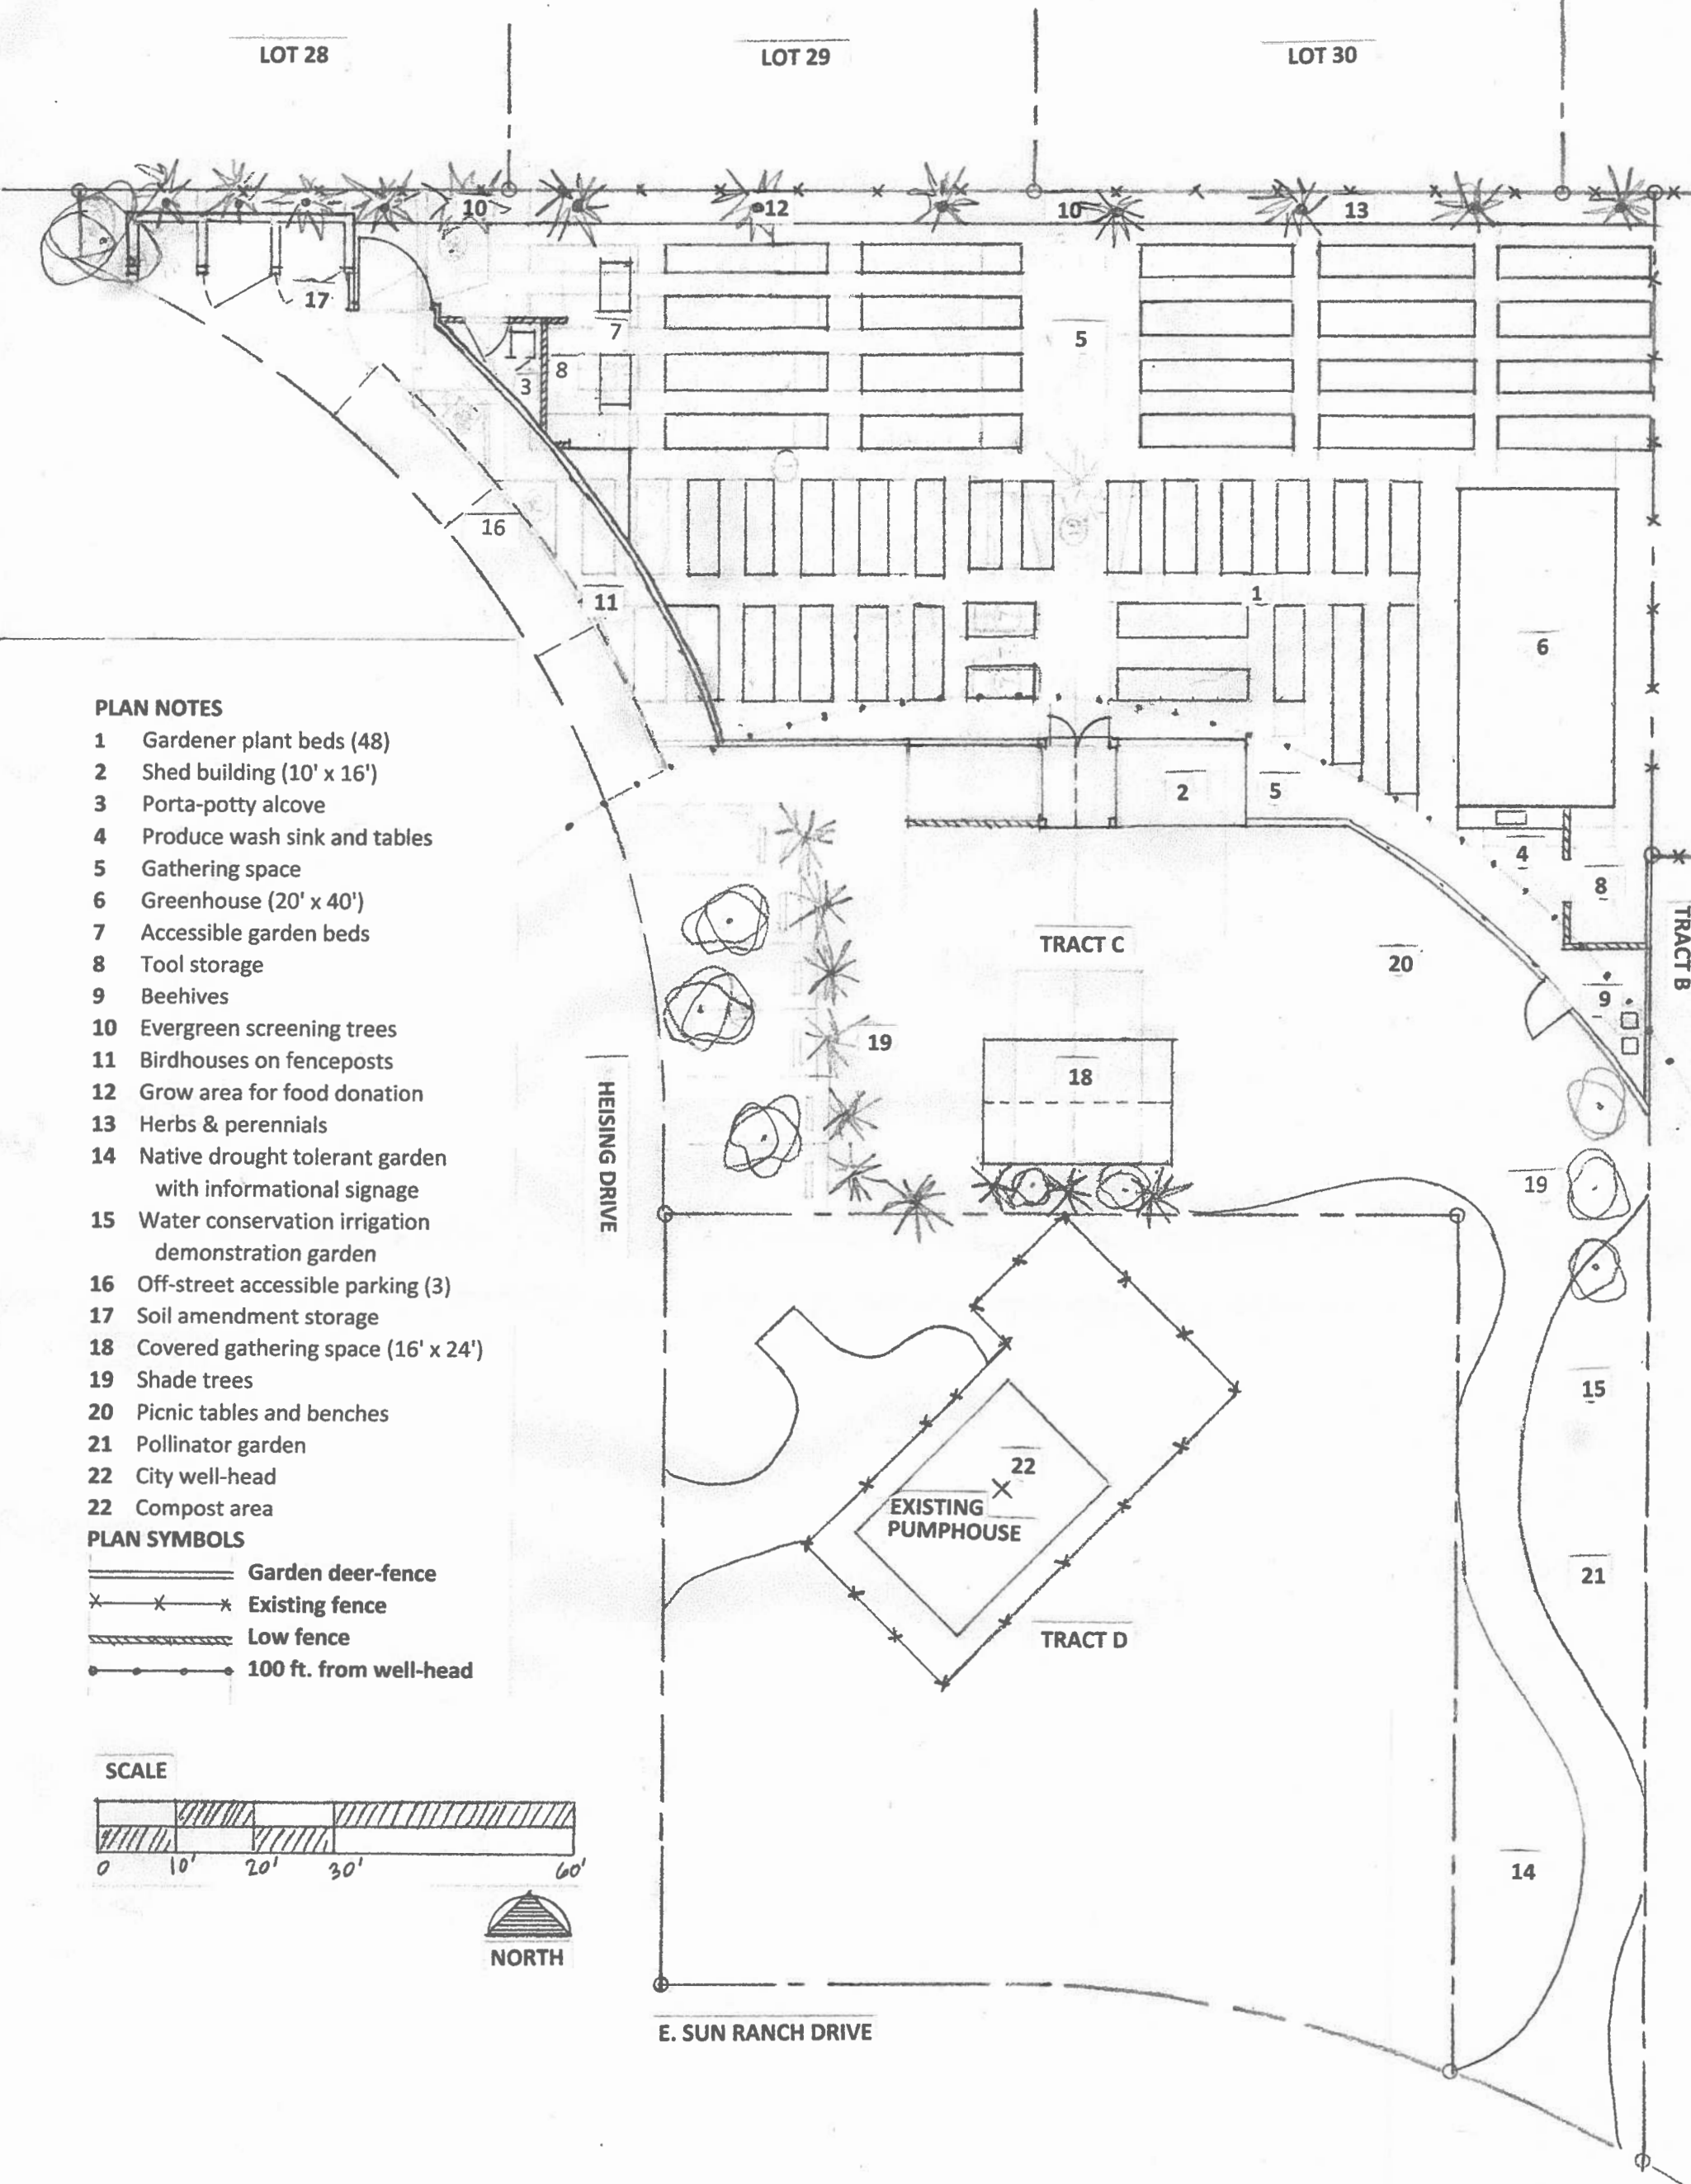 LOT 28
LOT 29
LOT 30
10
12
10
13
17
7
5
3
8
16
11
1
6
PLAN NOTES
1 Gardener plant beds (48)
2 Shed building (10' x 16')
3 Porta-potty alcove
4 Produce wash sink and tables
5 Gathering space
6 Greenhouse (20' x 40')
7 Accessible garden beds
8 Tool storage
9 Beehives
10 Evergreen screening trees
11 Birdhouses on fenceposts
12 Grow area for food donation
13 Herbs & perennials
14 Native drought tolerant garden
with informational signage
15 Water conservation irrigation
demonstration garden
16 Off-street accessible parking (3)
17 Soil amendment storage
18 Covered gathering space (16' x 24')
19 Shade trees
20 Picnic tables and benches
21 Pollinator garden
22 City well-head
22 Compost area
PLAN SYMBOLS
Garden deer-fence
Existing fence
Low fence
100 ft. from well-head
SCALE
0 10' 20' 30' 60'
NORTH
2
5
4
8
TRACT B
TRACT C
20
9
19
18
HEISING DRIVE
19
15
22
EXISTING
PUMPHOUSE
21
TRACT D
14
E. SUN RANCH DRIVE